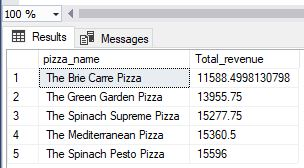 100 %
Results Messages
pizza_name Total_revenue
1 The Brie Carre Pizza 11588.4998130798
2 The Green Garden Pizza 13955.75
3 The Spinach Supreme Pizza 15277.75
4 The Mediterranean Pizza 15360.5
5 The Spinach Pesto Pizza 15596